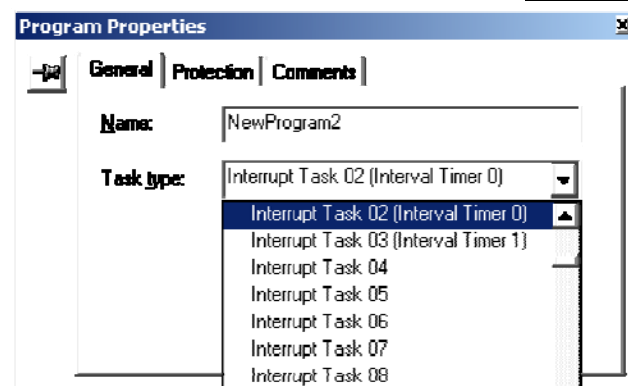 Program Properties
General Protection Comments
Name: NewProgram2
Task type: Interrupt Task 02 (Interval Timer 0)
Interrupt Task 02 (Interval Timer 0)
Interrupt Task 03 (Interval Timer 1)
Interrupt Task 04
Interrupt Task 05
Interrupt Task 06
Interrupt Task 07
Interrupt Task 08